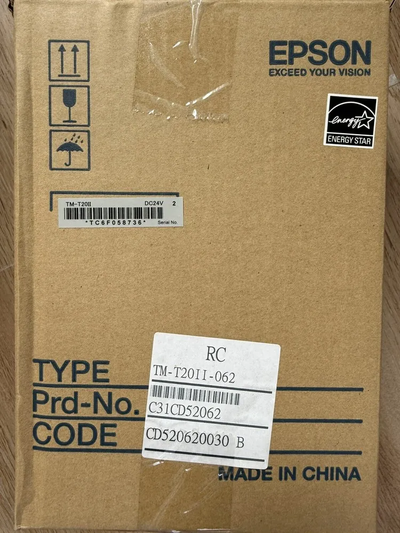 EPSON
EXCEED YOUR VISION
energy
ENERGY STAR
TM-T20II DC24V 2
*TC6F058736* Serial No.
RC
TYPE TM-T20II-062
Prd-No. C31CD52062
CODE CD520620030 B
MADE IN CHINA